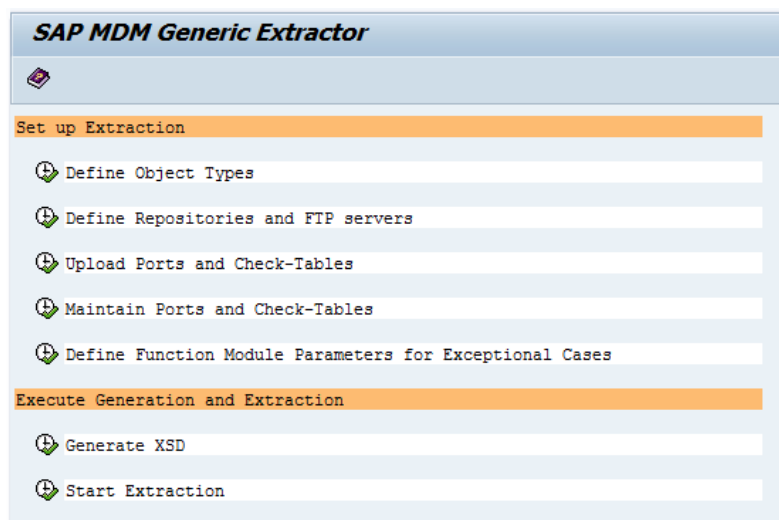 SAP MDM Generic Extractor
Set up Extraction
Define Object Types
Define Repositories and FTP servers
Upload Ports and Check-Tables
Maintain Ports and Check-Tables
Define Function Module Parameters for Exceptional Cases
Execute Generation and Extraction
Generate XSD
Start Extraction